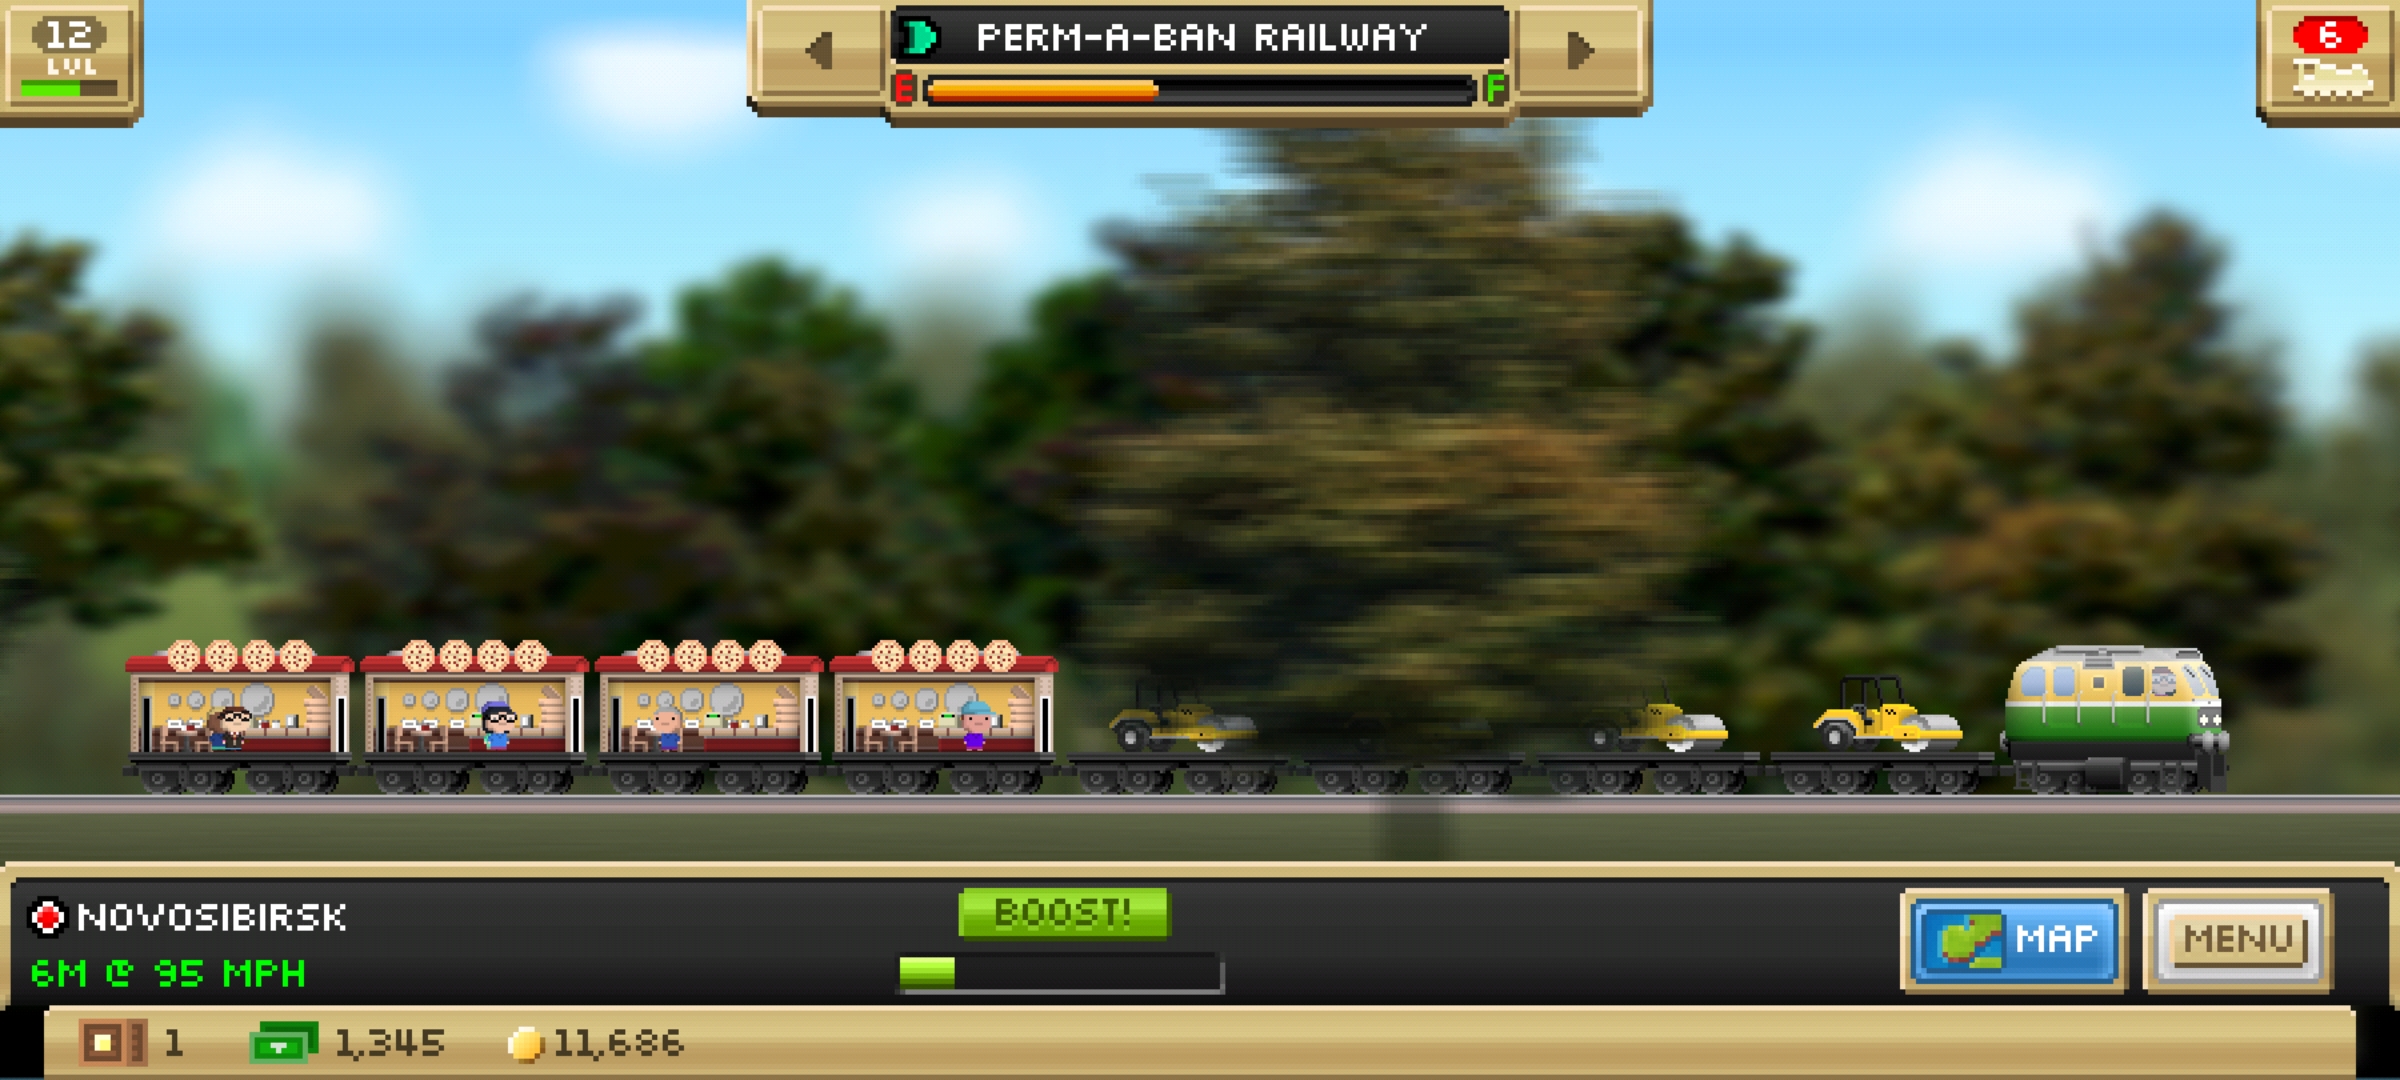 12
LVL
PERM-A-BAN RAILWAY
E
F
6
NOVOSIBIRSK
6M @ 95 MPH
BOOST!
MAP
MENU
1
1,345
11,686